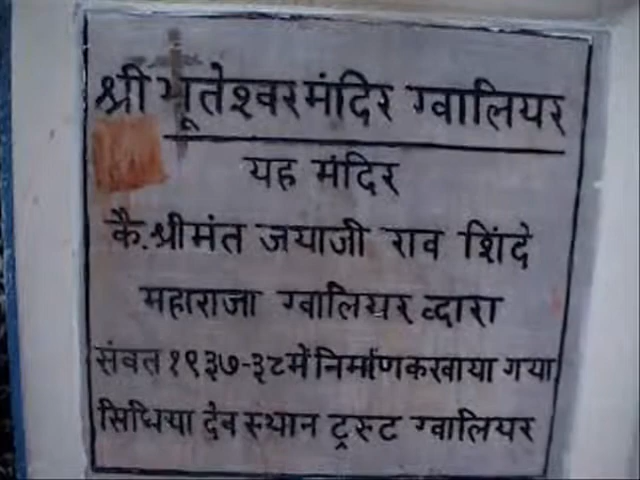 श्री भूतेश्वर मंदिर ग्वालियर
यह मंदिर
कै. श्रीमंत जयाजी राव शिंदे
महाराजा ग्वालियर द्वारा
संवत १९३७-३८ में निर्माण करवाया गया
सिंधिया देव स्थान ट्रस्ट ग्वालियर